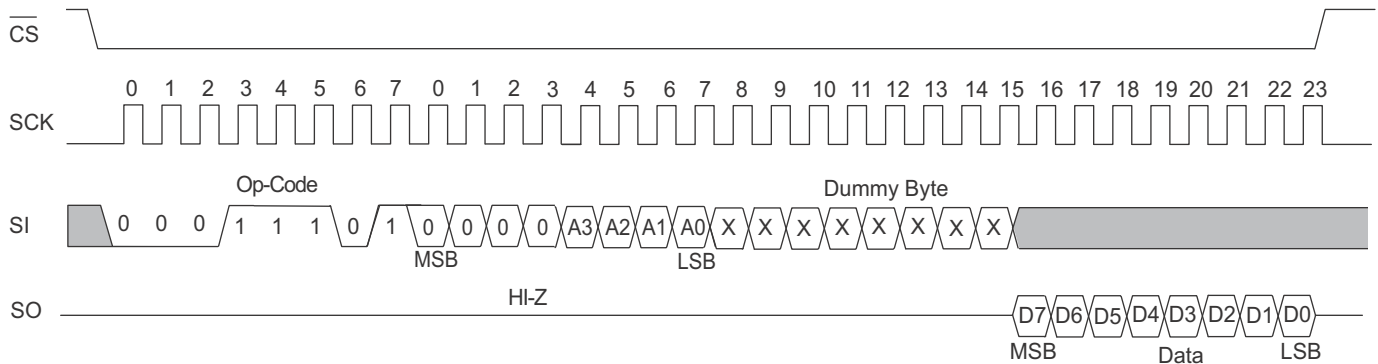 CS
0 1 2 3 4 5 6 7 0 1 2 3 4 5 6 7 8 9 10 11 12 13 14 15 16 17 18 19 20 21 22 23
SCK
Op-Code Dummy Byte
SI 0 0 0 1 1 1 0 1 0 0 0 0 A3 A2 A1 A0 X X X X X X X X
MSB LSB
HI-Z
SO D7 D6 D5 D4 D3 D2 D1 D0
MSB Data LSB